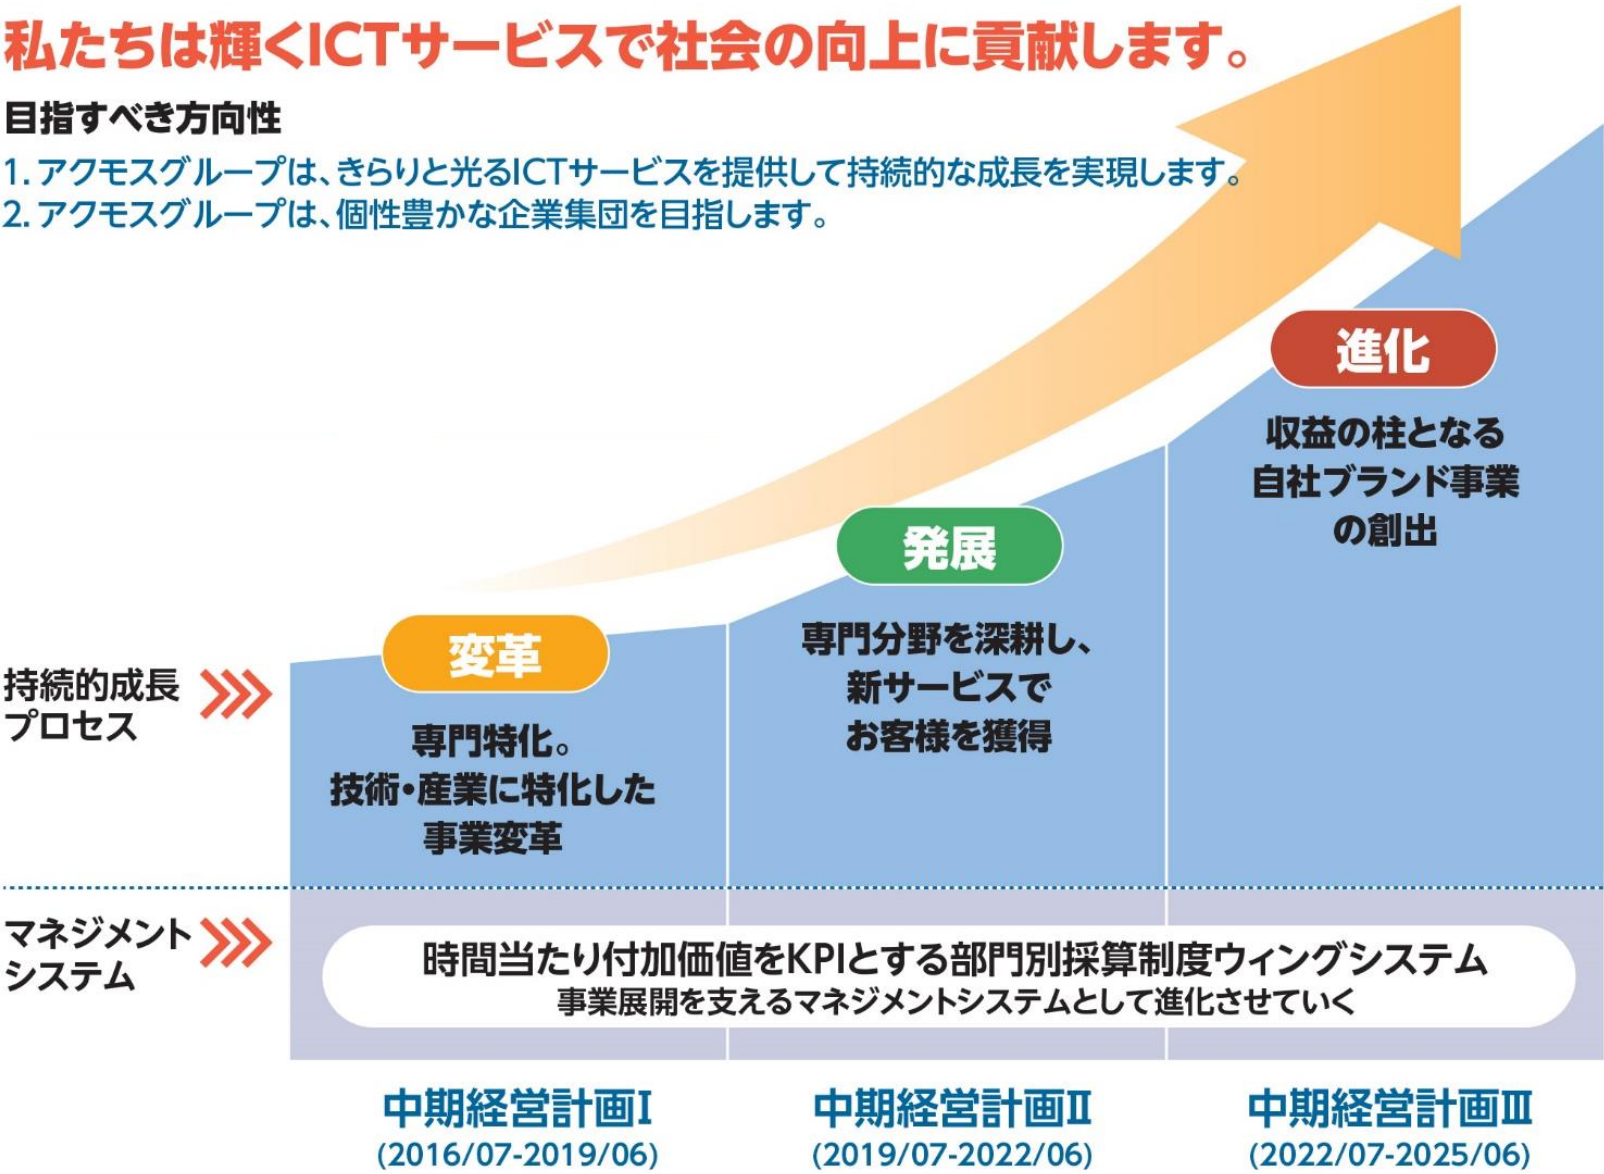 私たちは輝くICTサービスで社会の向上に貢献します。
目指すべき方向性
1. アクモスグループは、きらりと光るICTサービスを提供して持続的な成長を実現します。
2. アクモスグループは、個性豊かな企業集団を目指します。
進化
収益の柱となる
自社ブランド事業
の創出
発展
専門分野を深耕し、
新サービスで
お客様を獲得
変革
専門特化。
技術・産業に特化した
事業変革
持続的成長
プロセス
マネジメント
システム
時間当たり付加価値をKPIとする部門別採算制度ウィングシステム
事業展開を支えるマネジメントシステムとして進化させていく
中期経営計画Ⅰ
(2016/07-2019/06)
中期経営計画Ⅱ
(2019/07-2022/06)
中期経営計画Ⅲ
(2022/07-2025/06)